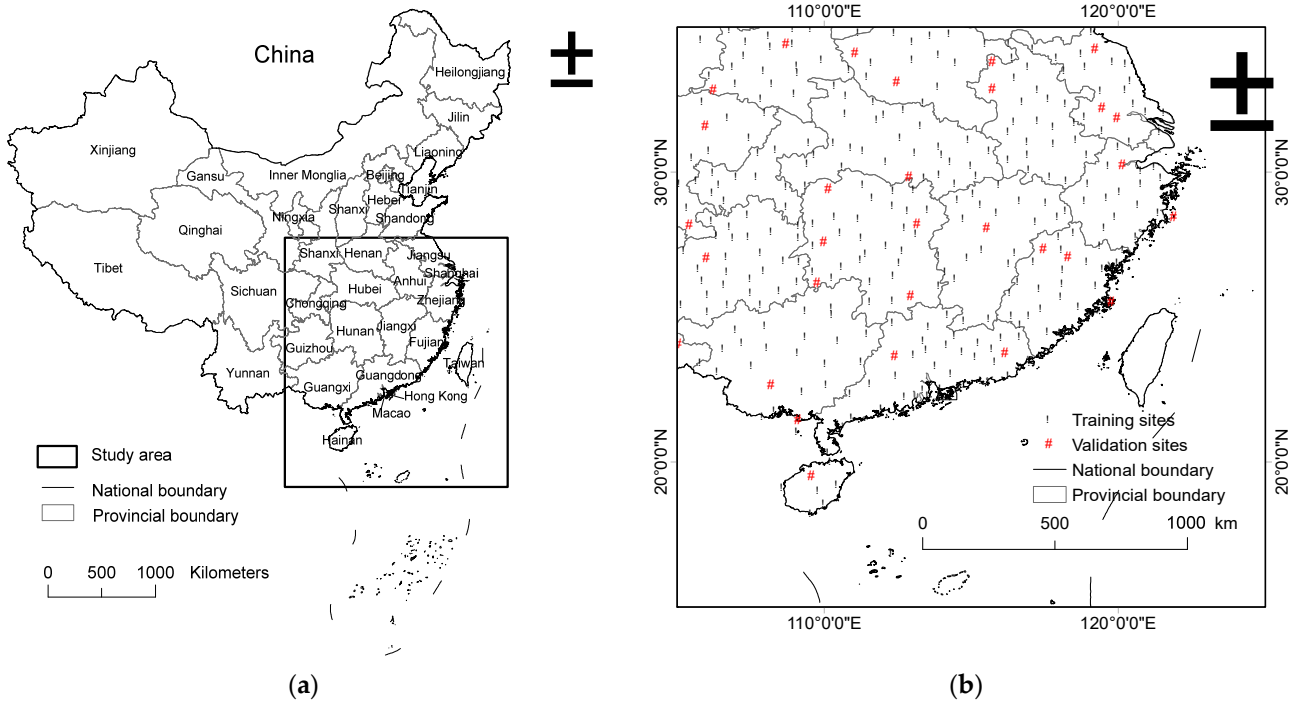 China
Heilongjiang
Jilin
Liaoning
Xinjiang
Gansu
Inner Monglia
Beijing
Tianjin
Hebei
Shanxi
Ningxia
Shandong
Qinghai
Shanxi
Henan
Jiangsu
Tibet
Shanghai
Anhui
Sichuan
Hubei
Chongqing
Zhejiang
Hunan
Jiangxi
Guizhou
Fujian
Yunnan
Taiwan
Guangdong
Guangxi
Hong Kong
Macao
Hainan
Study area
National boundary
Provincial boundary
0 500 1000 Kilometers
(a)
110°0'0"E 120°0'0"E
30°0'0"N 30°0'0"N
20°0'0"N 20°0'0"N
! Training sites
# Validation sites
National boundary
Provincial boundary
0 500 1000 km
110°0'0"E 120°0'0"E
(b)